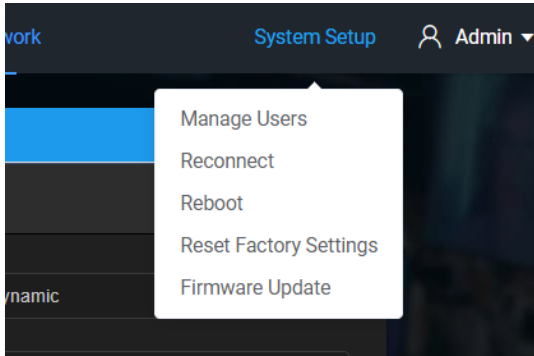 work System Setup Admin
Manage Users
Reconnect
Reboot
Reset Factory Settings
Firmware Update
ynamic